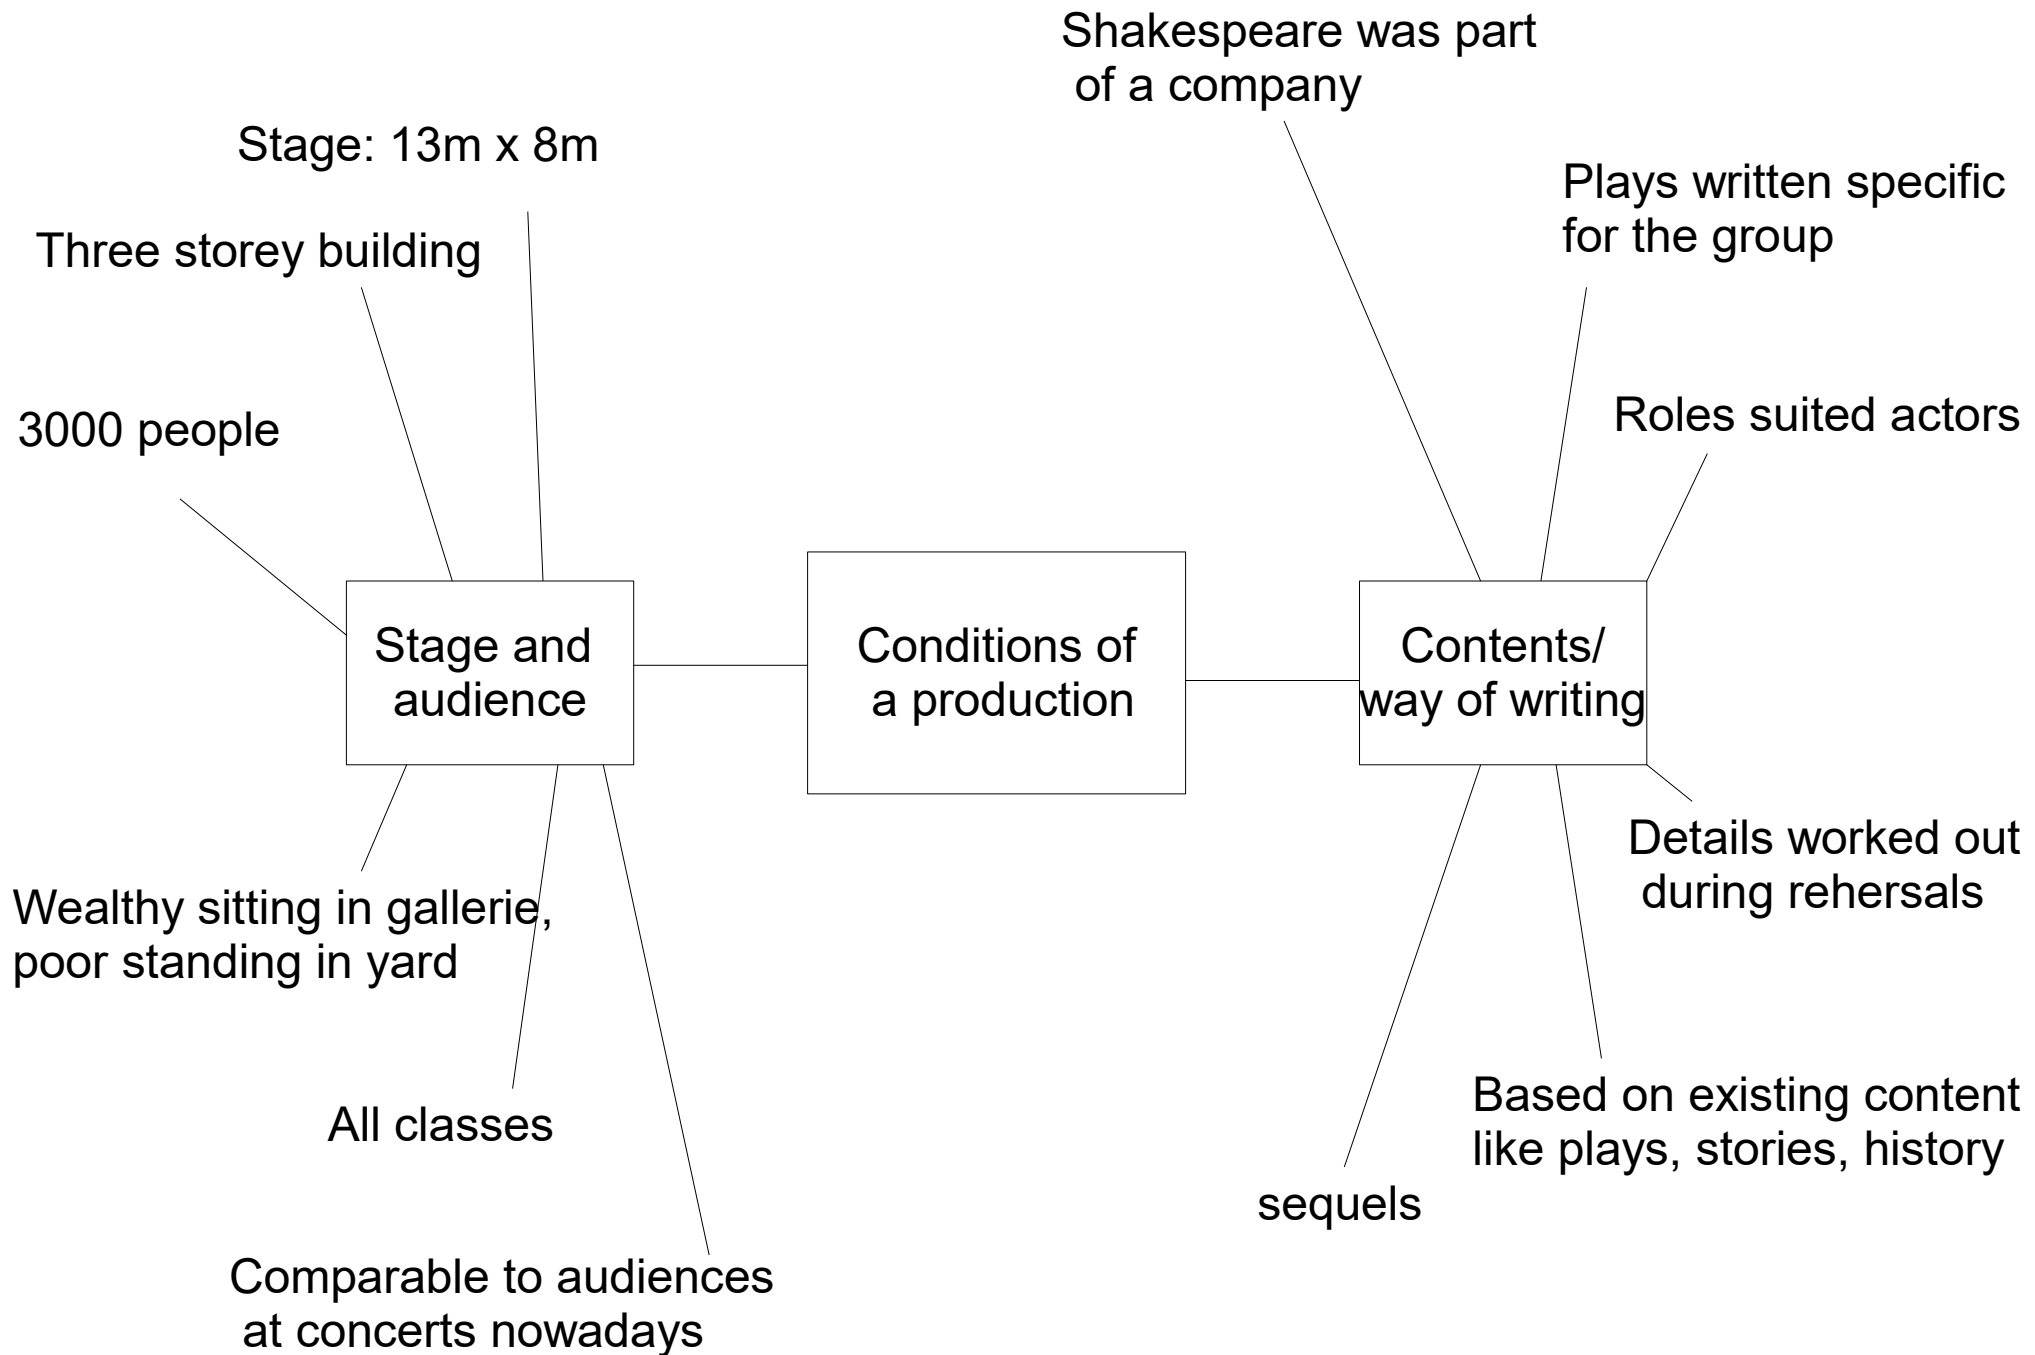 Shakespeare was part
of a company
Stage: 13m x 8m
Plays written specific
for the group
Three storey building
Roles suited actors
3000 people
Stage and
audience
Conditions of
a production
Contents/
way of writing
Details worked out
during rehersals
Wealthy sitting in gallerie,
poor standing in yard
All classes
Based on existing content
like plays, stories, history
sequels
Comparable to audiences
at concerts nowadays